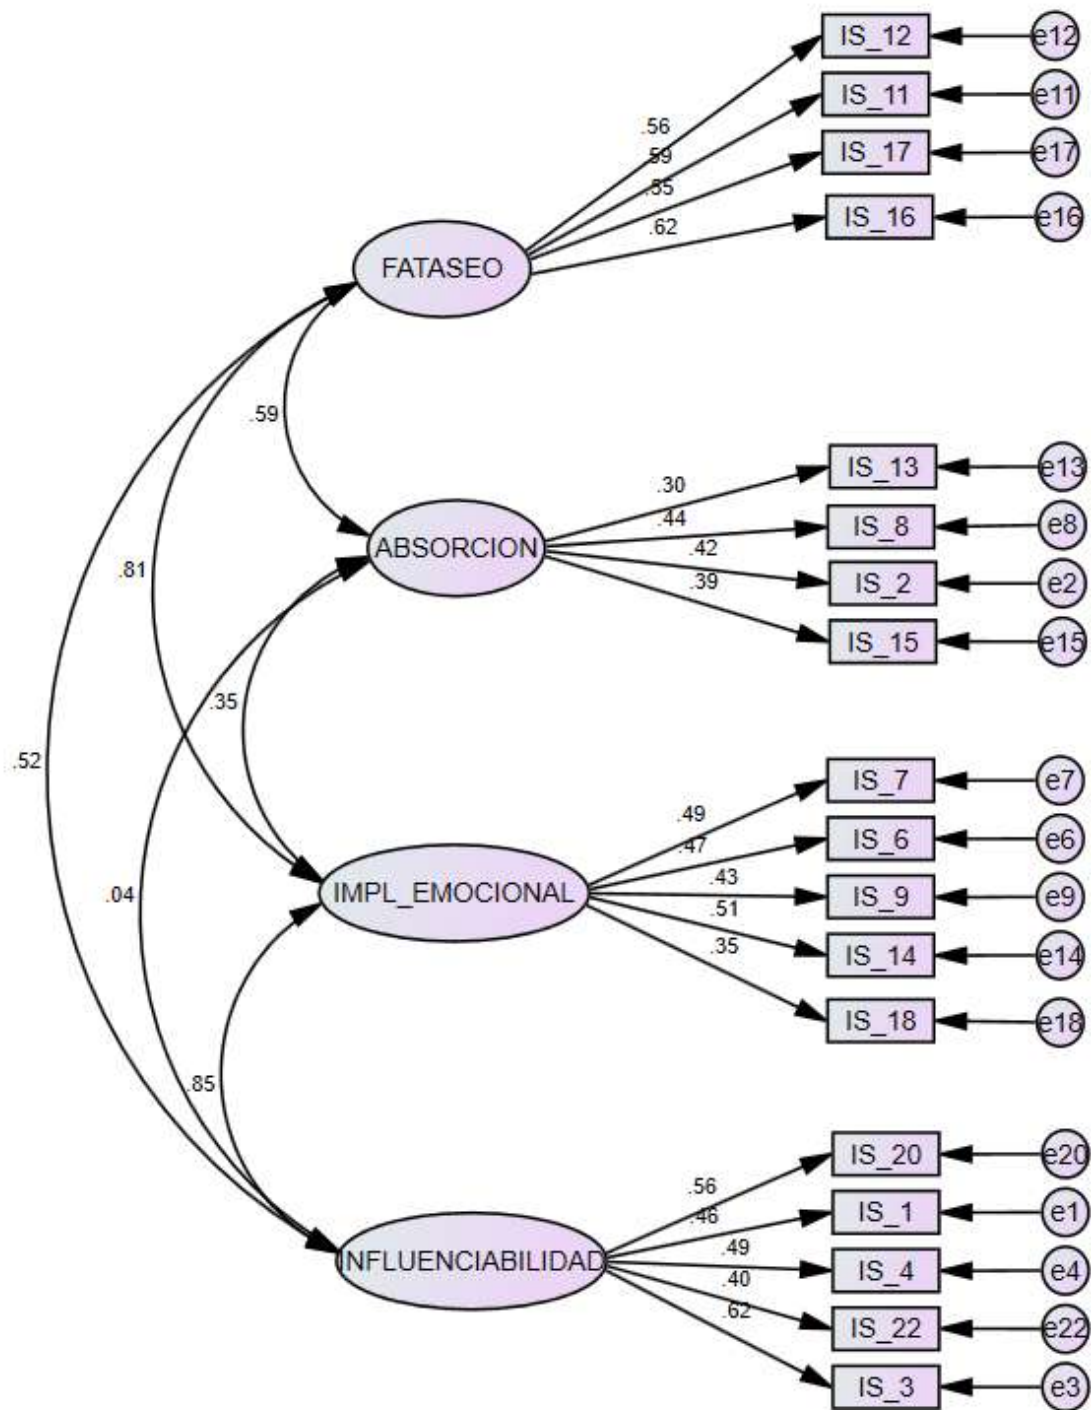 IS_12
e12
IS_11
e11
.56
.59
IS_17
e17
.55
IS_16
e16
.62
FATASEO
.59
IS_13
e13
.30
IS_8
e8
.44
ABSORCION
.42
IS_2
e2
.81
.39
IS_15
e15
.35
.52
IS_7
e7
.49
IS_6
e6
.47
.43
IMPL_EMOCIONAL
IS_9
e9
.04
.51
.35
IS_14
e14
IS_18
e18
.85
IS_20
e20
.56
.46
IS_1
e1
.49
INFLUENCIABILIDAD
IS_4
e4
.40
.62
IS_22
e22
IS_3
e3